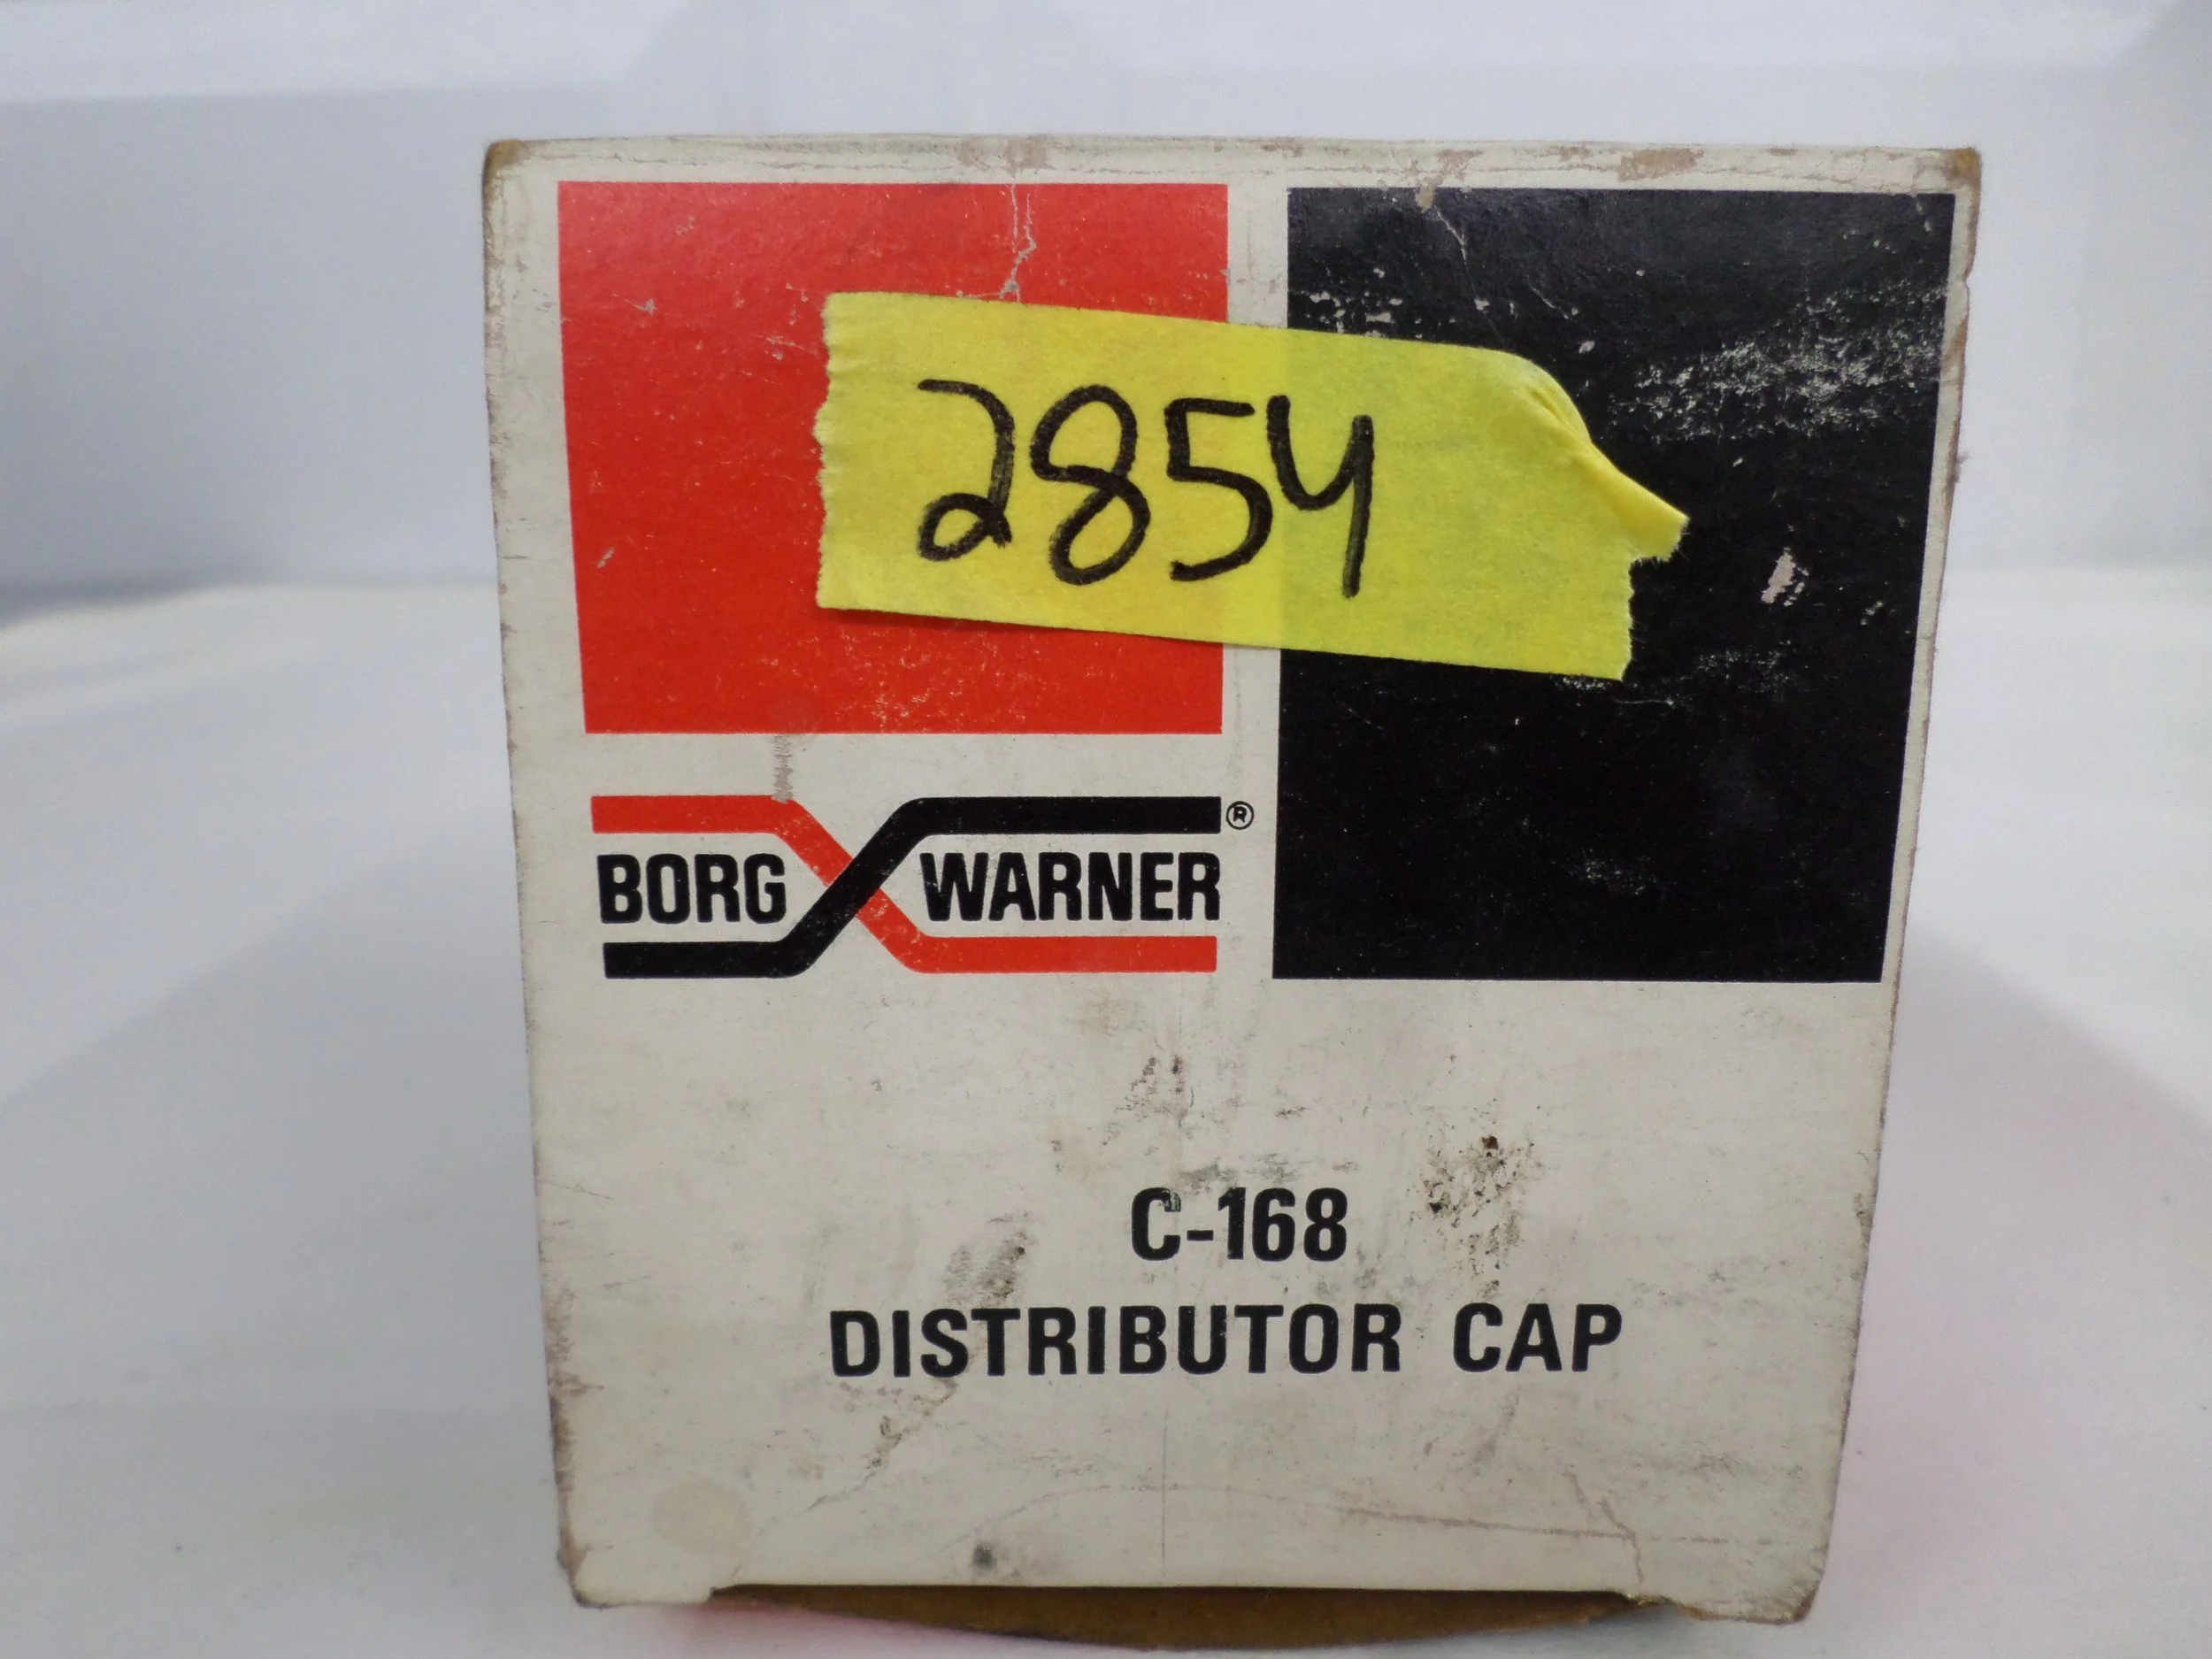 2854
BORG WARNER®
C-168
DISTRIBUTOR CAP